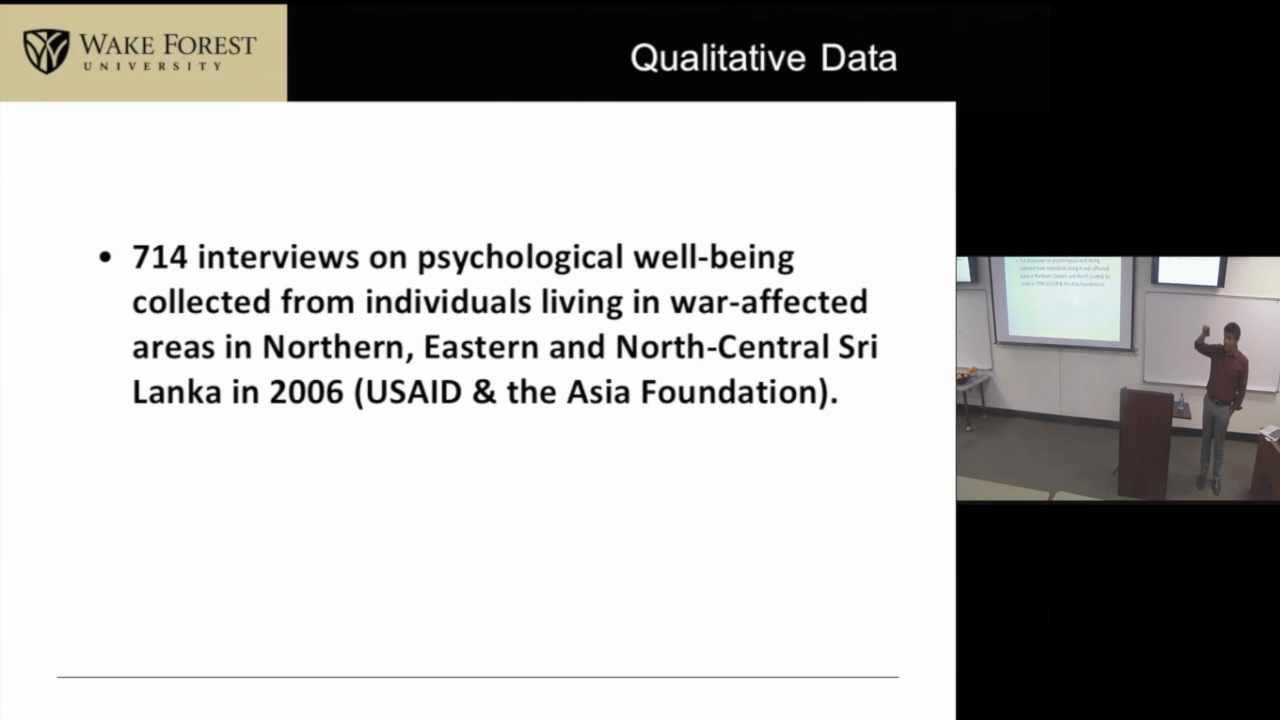 WAKE FOREST
UNIVERSITY
Qualitative Data
• 714 interviews on psychological well-being
collected from individuals living in war-affected
areas in Northern, Eastern and North-Central Sri
Lanka in 2006 (USAID & the Asia Foundation).